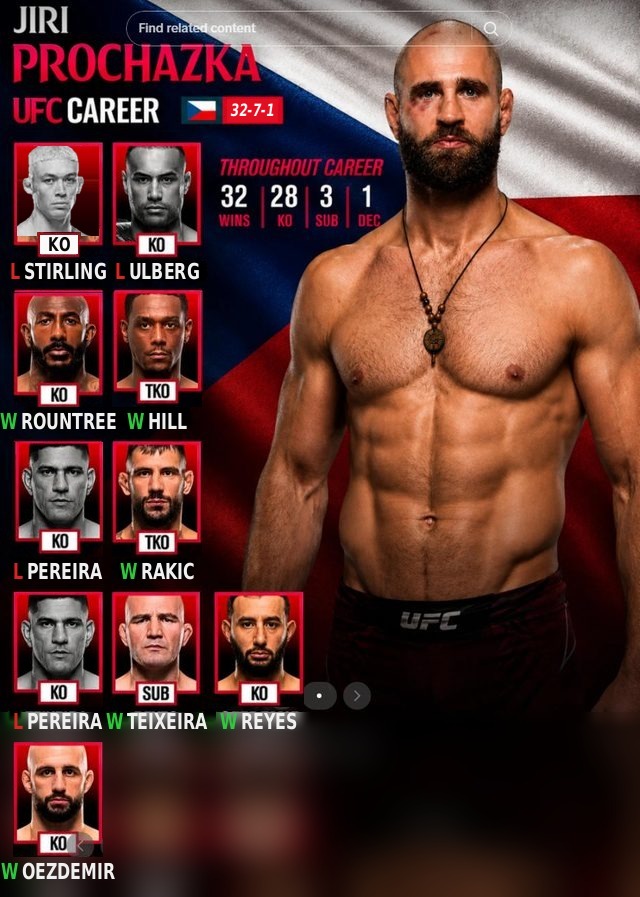 JIRI
Find related content
PROCHAZKA
UFC CAREER 32-7-1
THROUGHOUT CAREER
32 28 3 1
WINS KO SUB DEC
KO KO
L STIRLING L ULBERG
KO TKO
W ROUNTREE W HILL
KO TKO
L PEREIRA W RAKIC
UFC
KO SUB KO
L PEREIRA W TEIXEIRA W REYES
KO
W OEZDEMIR